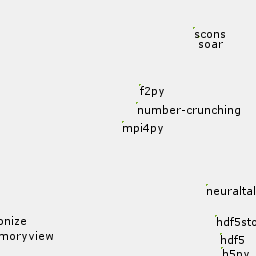 scons
soar
f2py
number-crunching
mpi4py
neuraltal
onize
hdf5sto
moryview
hdf5
h5py